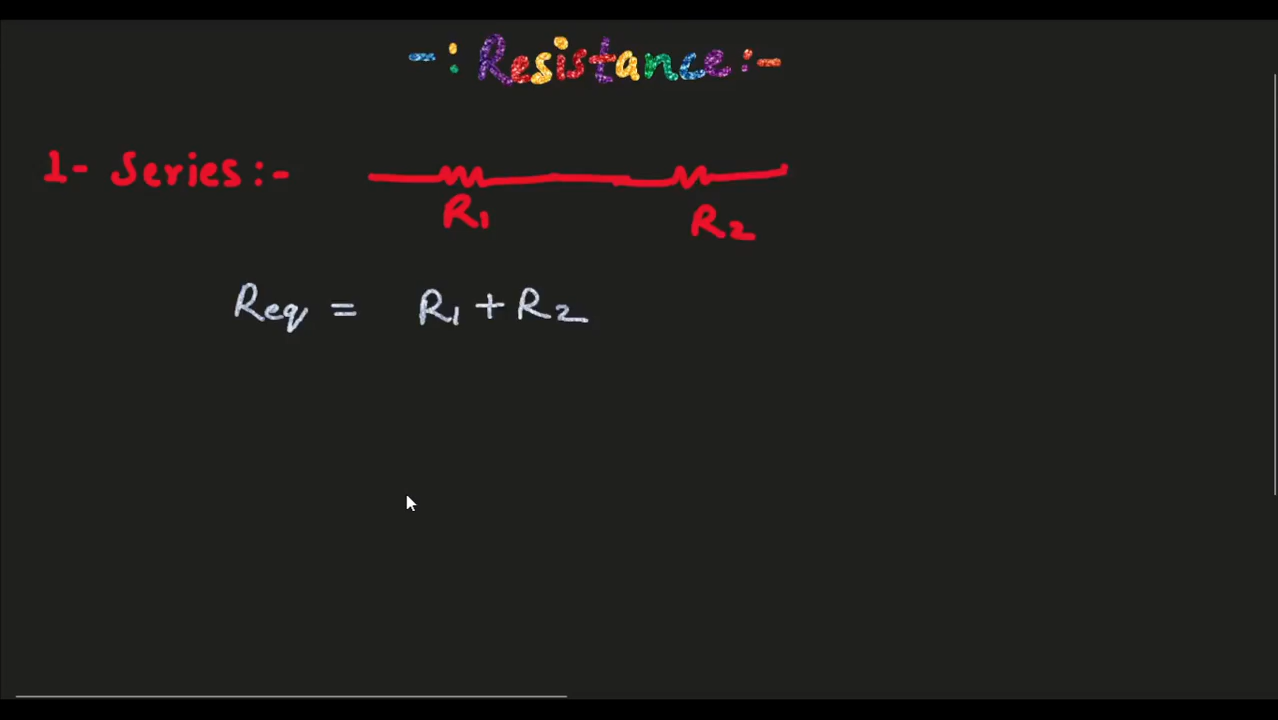 -: Resistance:-
1- Series:-
R1 R2
Req = R1 + R2